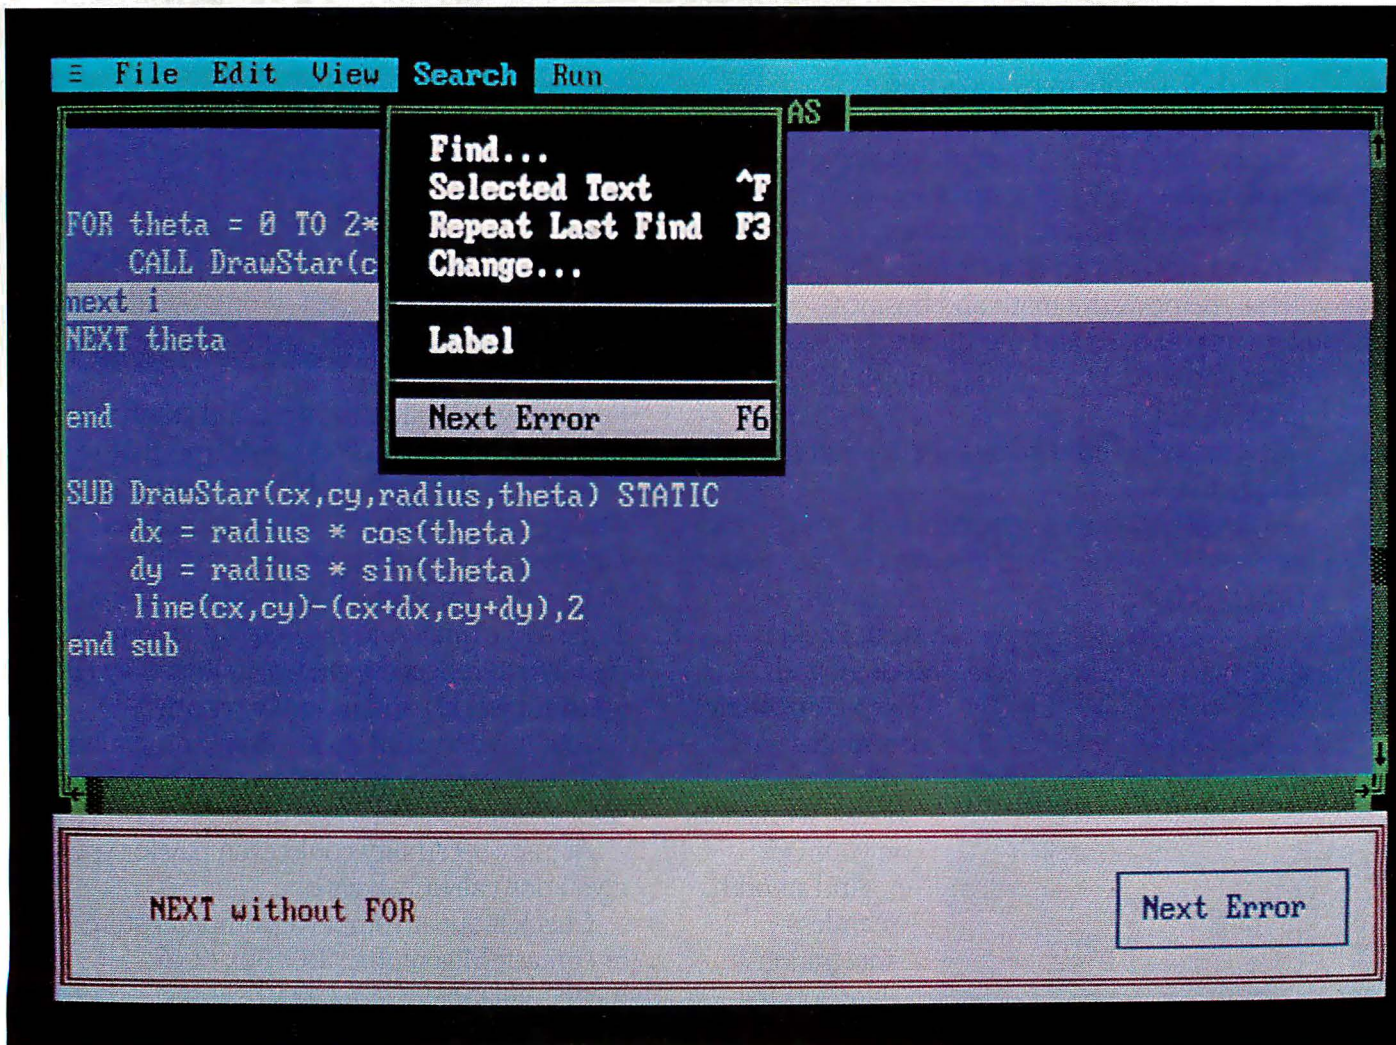 ≡ File Edit View Search Run
AS
Find...
Selected Text ^F
Repeat Last Find F3
Change...
Label
Next Error F6
FOR theta = 0 TO 2*
CALL DrawStar(c
next i
NEXT theta
end
SUB DrawStar(cx,cy,radius,theta) STATIC
dx = radius * cos(theta)
dy = radius * sin(theta)
line(cx,cy)-(cx+dx,cy+dy),2
end sub
NEXT without FOR
Next Error